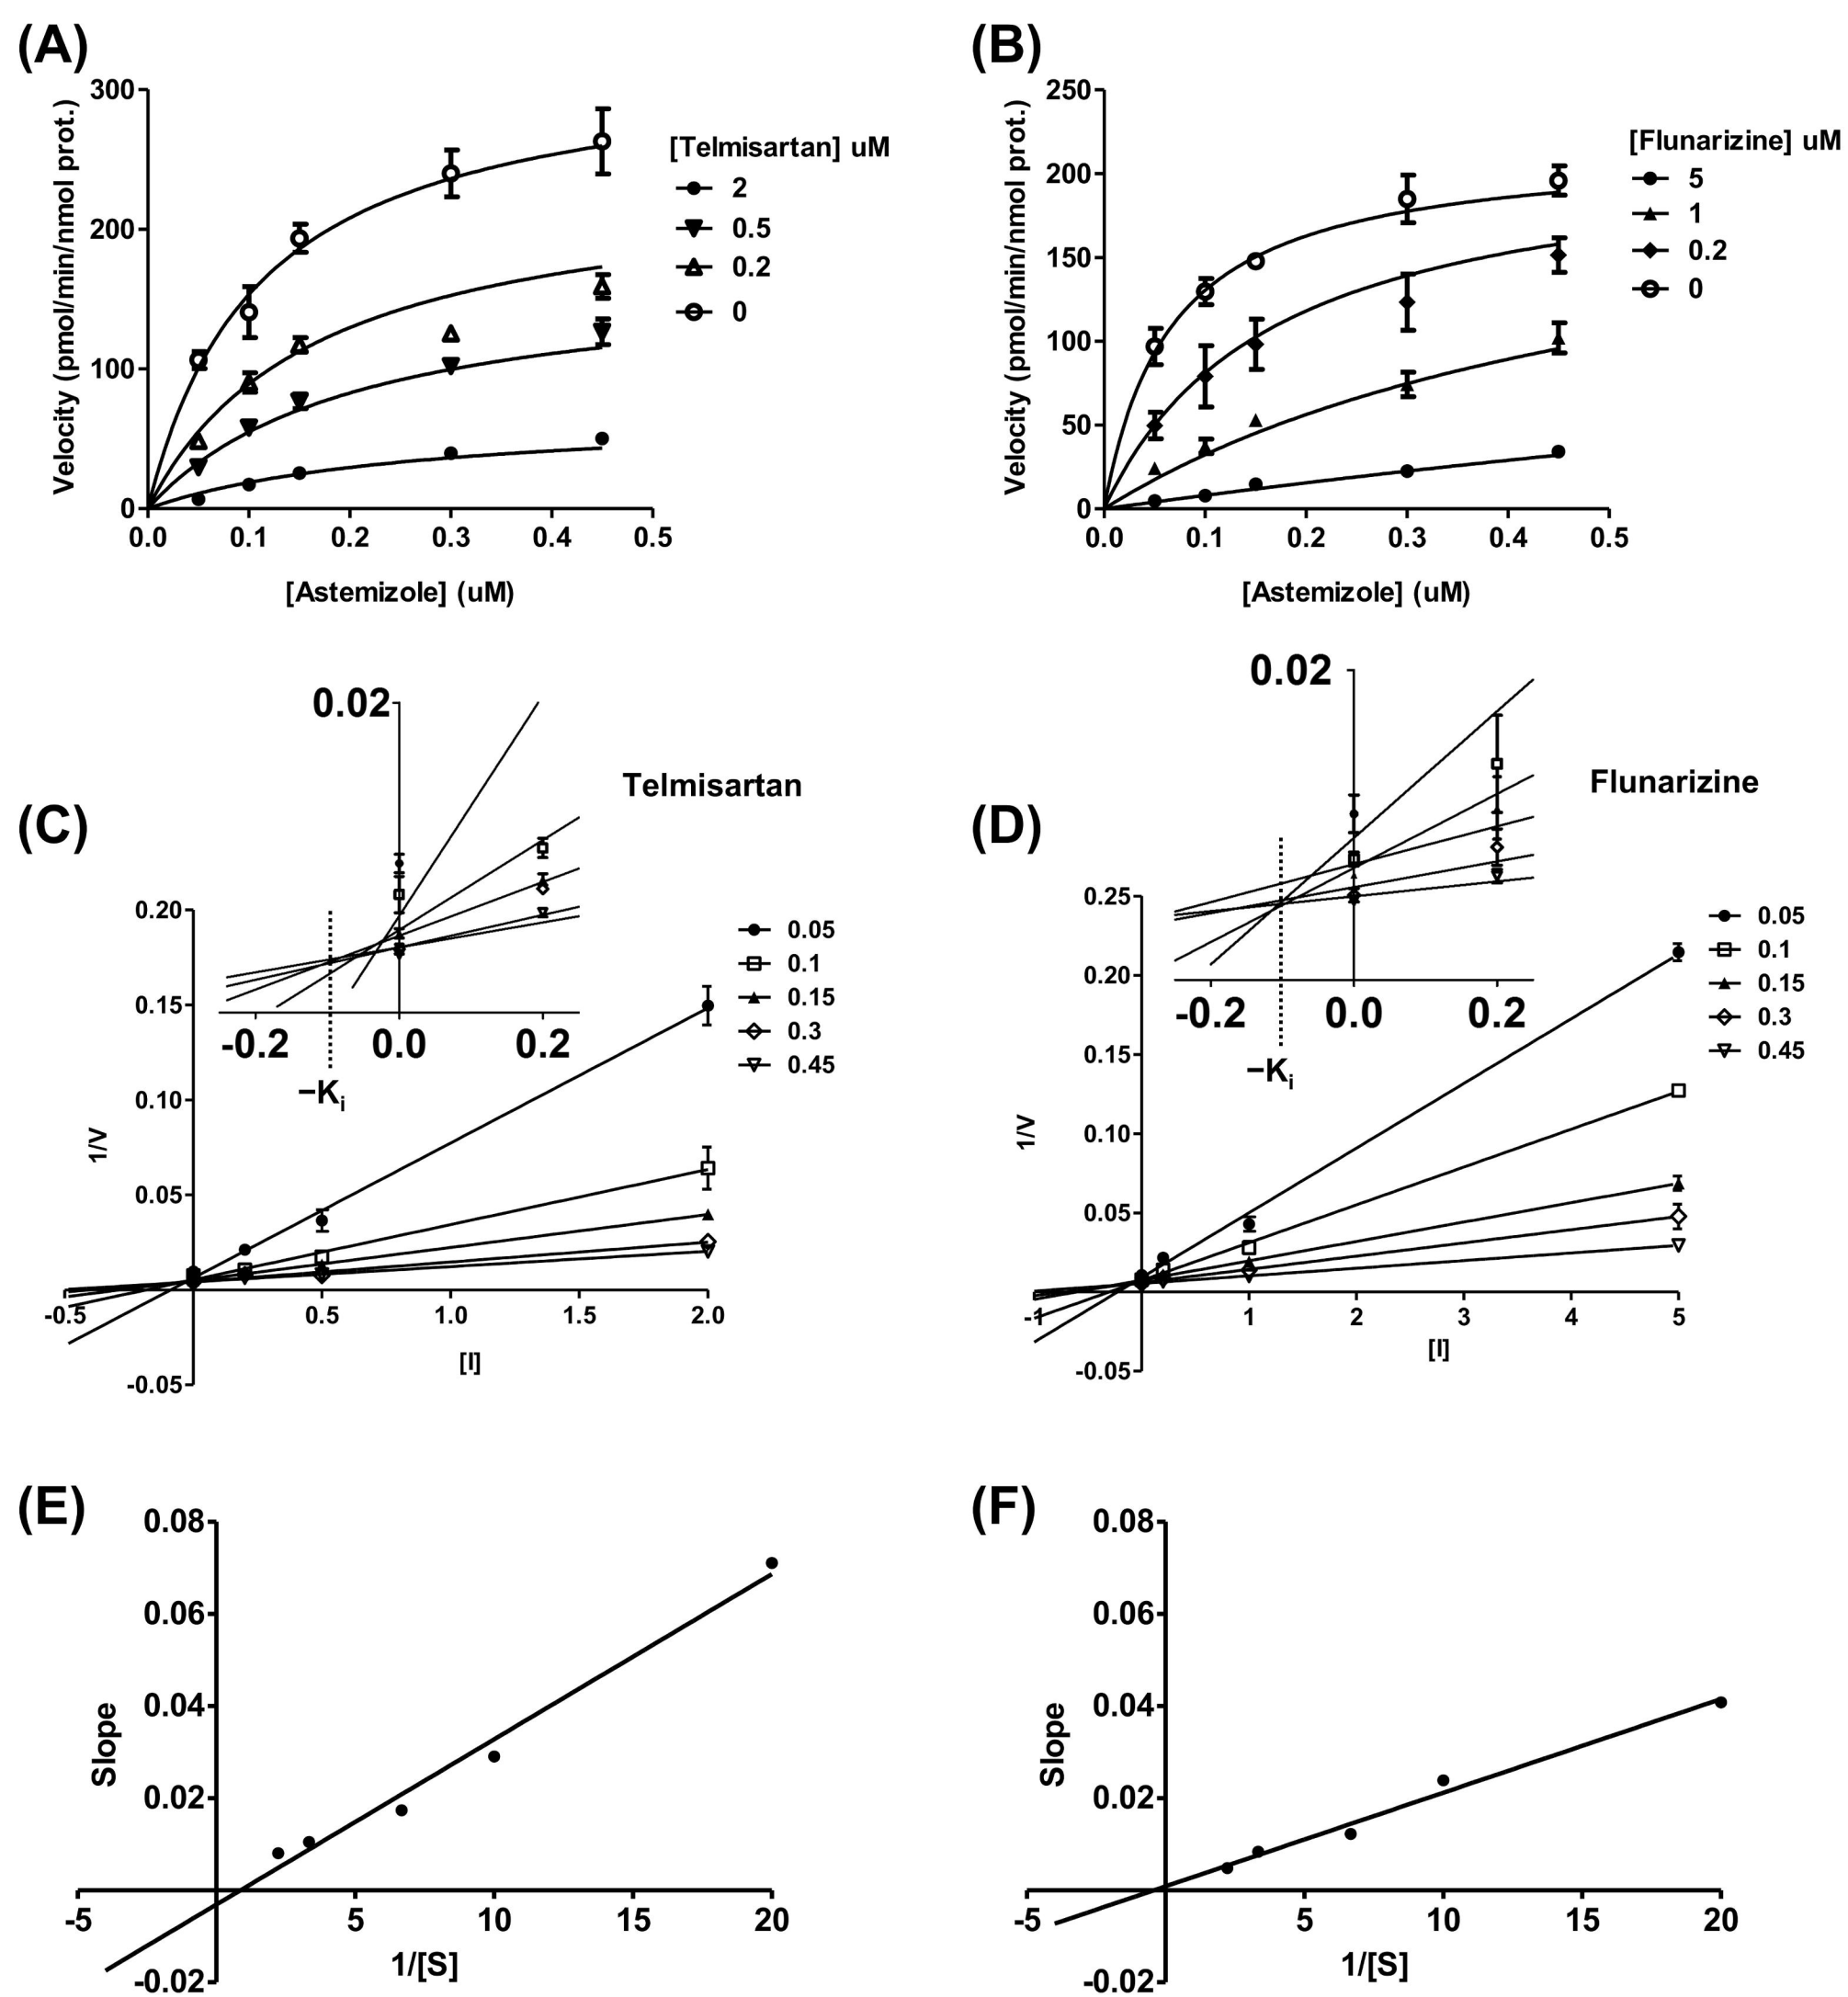 (A)
300
200
100
0
0.0 0.1 0.2 0.3 0.4 0.5
Velocity (pmol/min/nmol prot.)
[Astemizole] (uM)
[Telmisartan] uM
2
0.5
0.2
0
(B)
250
200
150
100
50
0
0.0 0.1 0.2 0.3 0.4 0.5
Velocity (pmol/min/nmol prot.)
[Astemizole] (uM)
[Flunarizine] uM
5
1
0.2
0
(C)
Telmisartan
0.02
-0.2 0.0 0.2
−Ki
0.20
0.15
0.10
0.05
-0.05
-0.5 0.5 1.0 1.5 2.0
1/V
[I]
0.05
0.1
0.15
0.3
0.45
(D)
Flunarizine
0.02
-0.2 0.0 0.2
−Ki
0.25
0.20
0.15
0.10
0.05
-0.05
-1 1 2 3 4 5
1/V
[I]
0.05
0.1
0.15
0.3
0.45
(E)
0.08
0.06
0.04
0.02
-0.02
-5 5 10 15 20
Slope
1/[S]
(F)
0.08
0.06
0.04
0.02
-0.02
-5 5 10 15 20
Slope
1/[S]